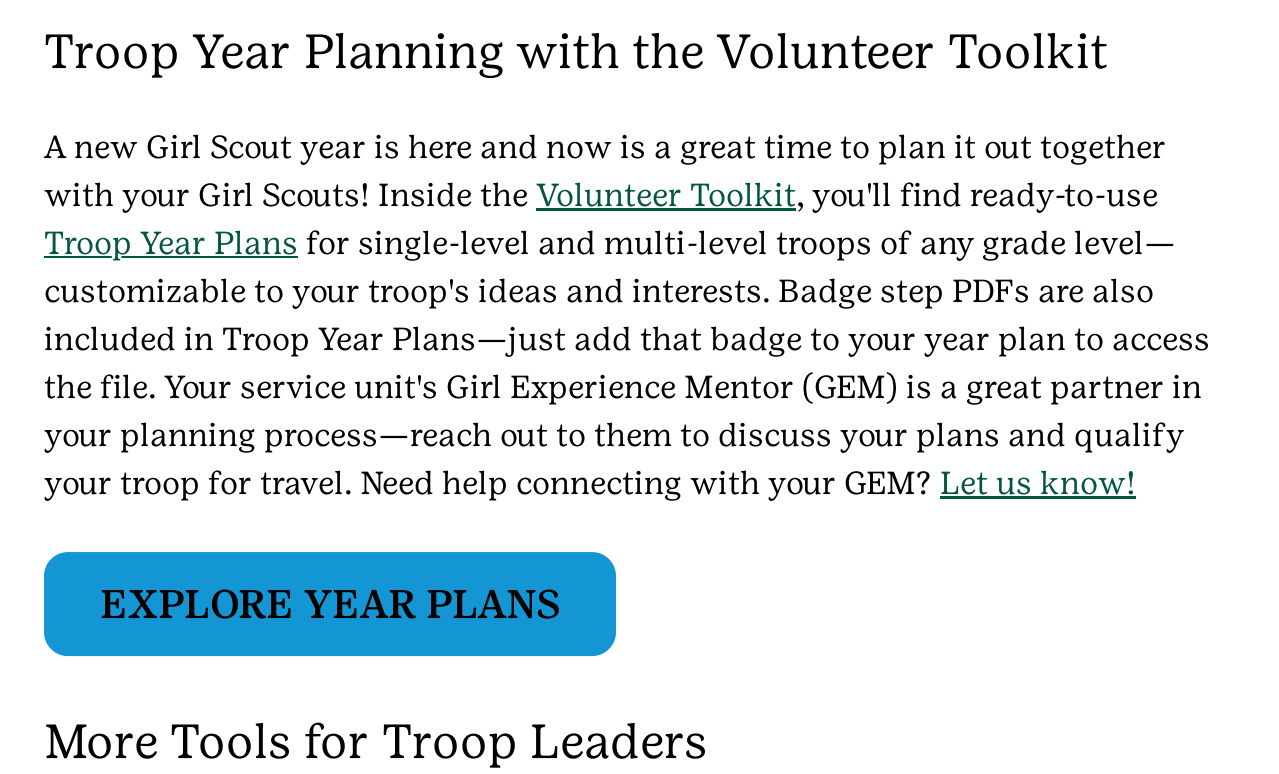 Troop Year Planning with the Volunteer Toolkit
A new Girl Scout year is here and now is a great time to plan it out together
with your Girl Scouts! Inside the Volunteer Toolkit, you'll find ready-to-use
Troop Year Plans for single-level and multi-level troops of any grade level—
customizable to your troop's ideas and interests. Badge step PDFs are also
included in Troop Year Plans—just add that badge to your year plan to access
the file. Your service unit's Girl Experience Mentor (GEM) is a great partner in
your planning process—reach out to them to discuss your plans and qualify
your troop for travel. Need help connecting with your GEM? Let us know!
EXPLORE YEAR PLANS
More Tools for Troop Leaders